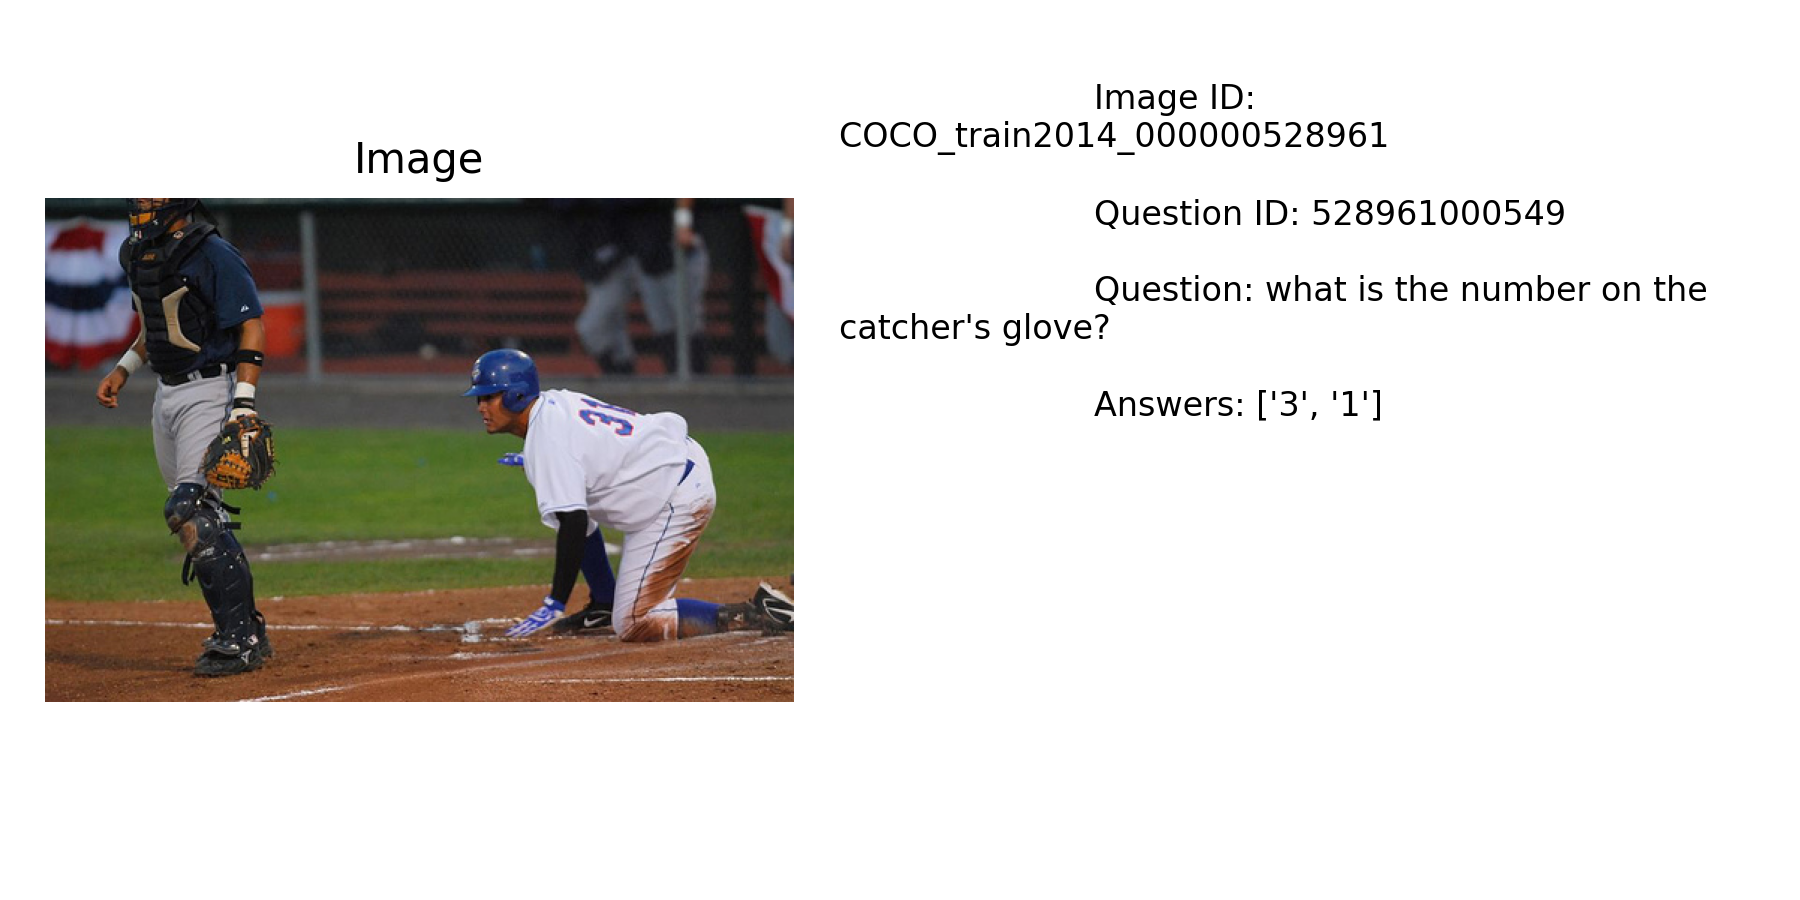 Image
Image ID:
COCO_train2014_000000528961
Question ID: 528961000549
Question: what is the number on the
catcher's glove?
Answers: ['3', '1']
31